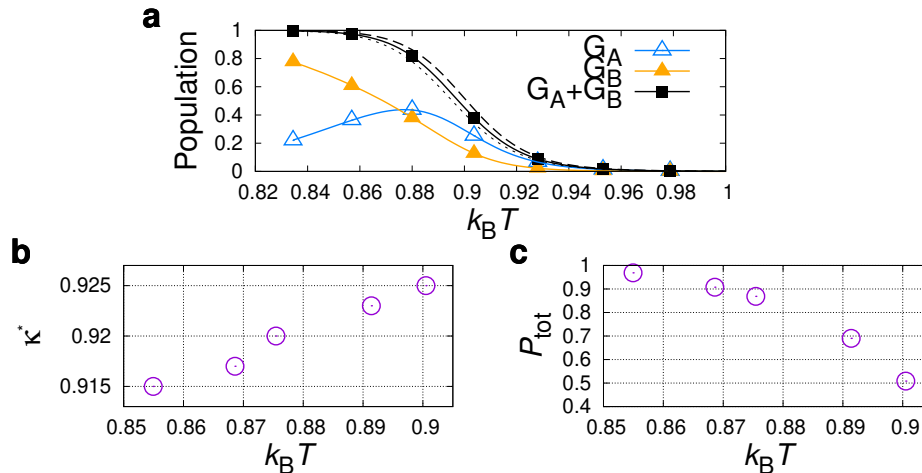 a
Population
1
0.8
0.6
0.4
0.2
0
G_A
G_B
G_A+G_B
0.82 0.84 0.86 0.88 0.9 0.92 0.94 0.96 0.98 1
k_BT
b
κ*
0.925
0.92
0.915
0.85 0.86 0.87 0.88 0.89 0.9
k_BT
c
P_tot
1
0.9
0.8
0.7
0.6
0.5
0.4
0.85 0.86 0.87 0.88 0.89 0.9
k_BT